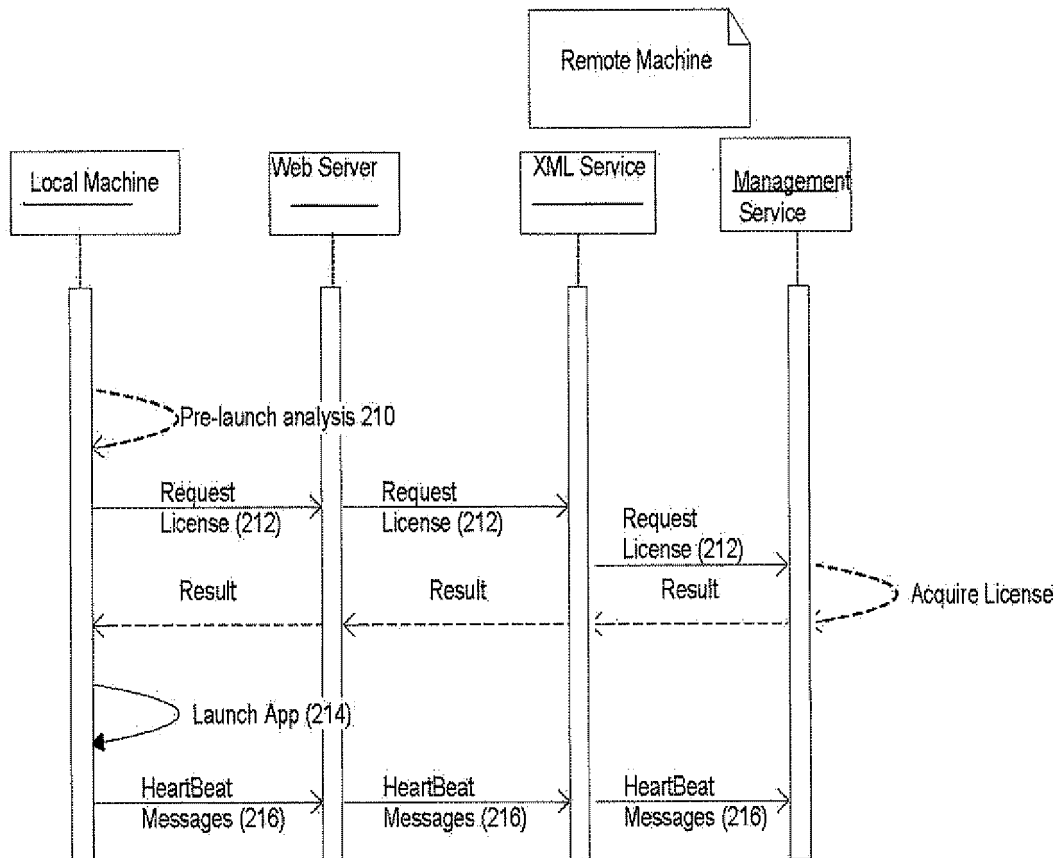 Remote Machine
Local Machine
Web Server
XML Service
Management
Service
Pre-launch analysis 210
Request
License (212)
Request
License (212)
Request
License (212)
Result
Result
Result
Acquire License
Launch App (214)
HeartBeat
Messages (216)
HeartBeat
Messages (216)
HeartBeat
Messages (216)